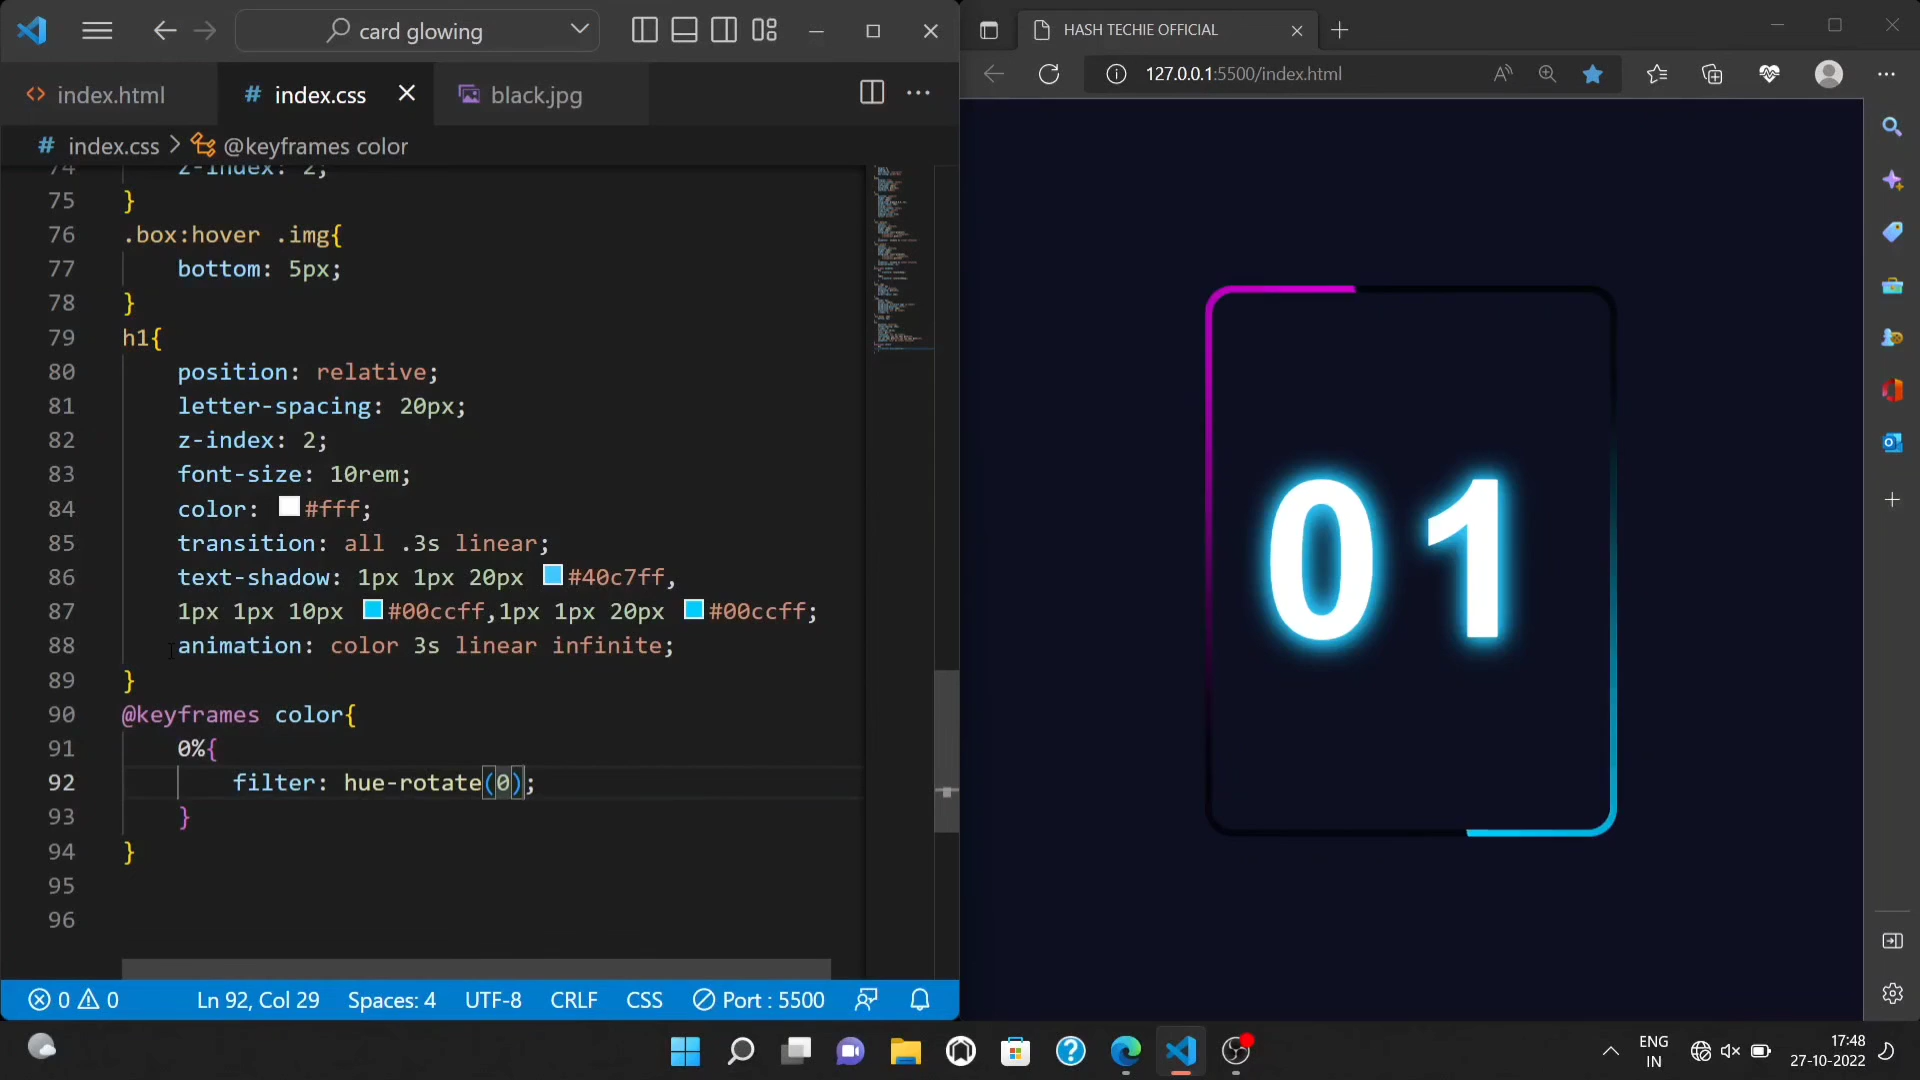 card glowing
index.html
index.css
black.jpg
index.css > @keyframes color
74 z-index: 2;
75 }
76 .box:hover .img{
77 bottom: 5px;
78 }
79 h1{
80 position: relative;
81 letter-spacing: 20px;
82 z-index: 2;
83 font-size: 10rem;
84 color: #fff;
85 transition: all .3s linear;
86 text-shadow: 1px 1px 20px #40c7ff,
87 1px 1px 10px #00ccff,1px 1px 20px #00ccff;
88 animation: color 3s linear infinite;
89 }
90 @keyframes color{
91 0%{
92 filter: hue-rotate(0);
93 }
94 }
95
96
0 0 Ln 92, Col 29 Spaces: 4 UTF-8 CRLF CSS Port : 5500
HASH TECHIE OFFICIAL
127.0.0.1:5500/index.html
01
ENG
IN
17:48
27-10-2022